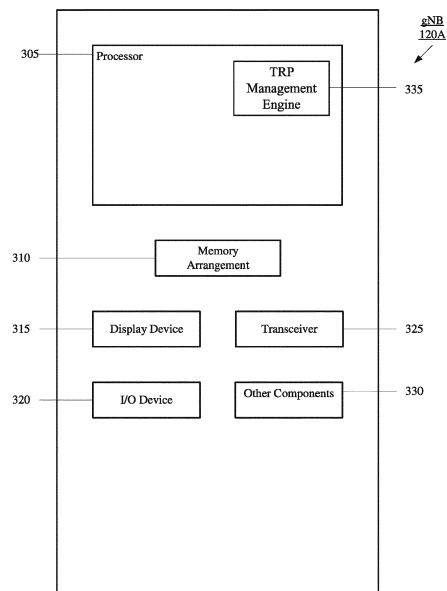 gNB
120A
305
Processor
TRP
Management
Engine
335
310
Memory
Arrangement
315
Display Device
Transceiver
325
320
I/O Device
Other Components
330